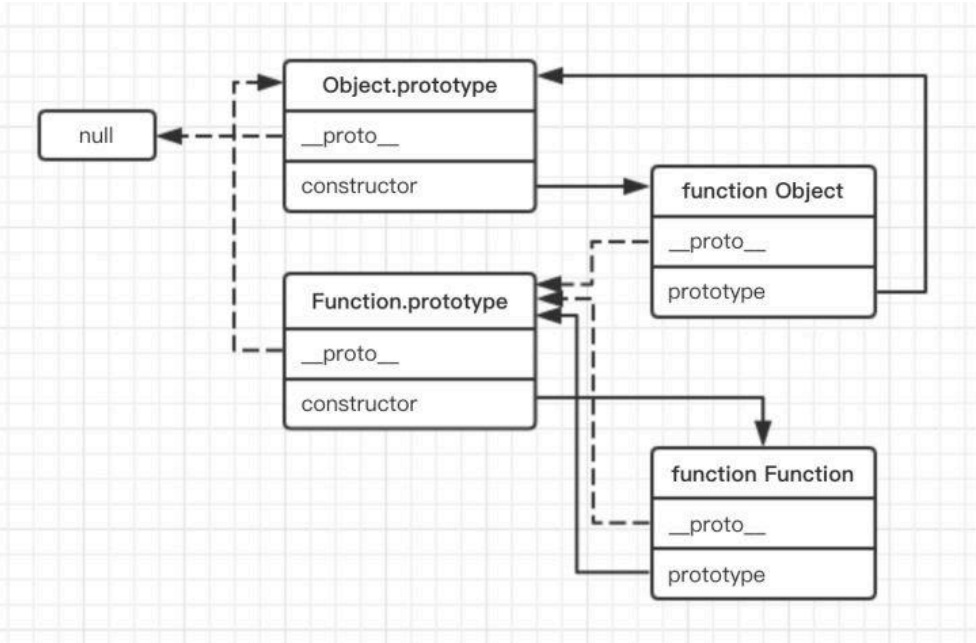 Object.prototype
null
__proto__
constructor
function Object
__proto__
prototype
Function.prototype
__proto__
constructor
function Function
__proto__
prototype